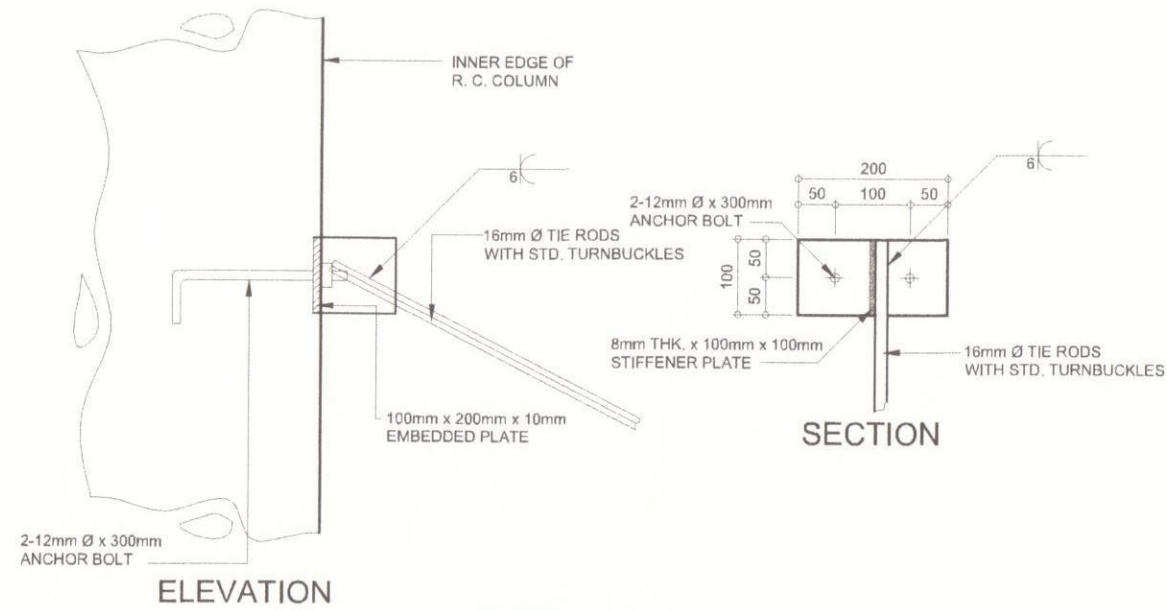 INNER EDGE OF
R. C. COLUMN
6
16mm Ø TIE RODS
WITH STD. TURNBUCKLES
100mm x 200mm x 10mm
EMBEDDED PLATE
2-12mm Ø x 300mm
ANCHOR BOLT
ELEVATION
6
200
50
100
50
2-12mm Ø x 300mm
ANCHOR BOLT
100
50
50
8mm THK. x 100mm x 100mm
STIFFENER PLATE
16mm Ø TIE RODS
WITH STD. TURNBUCKLES
SECTION